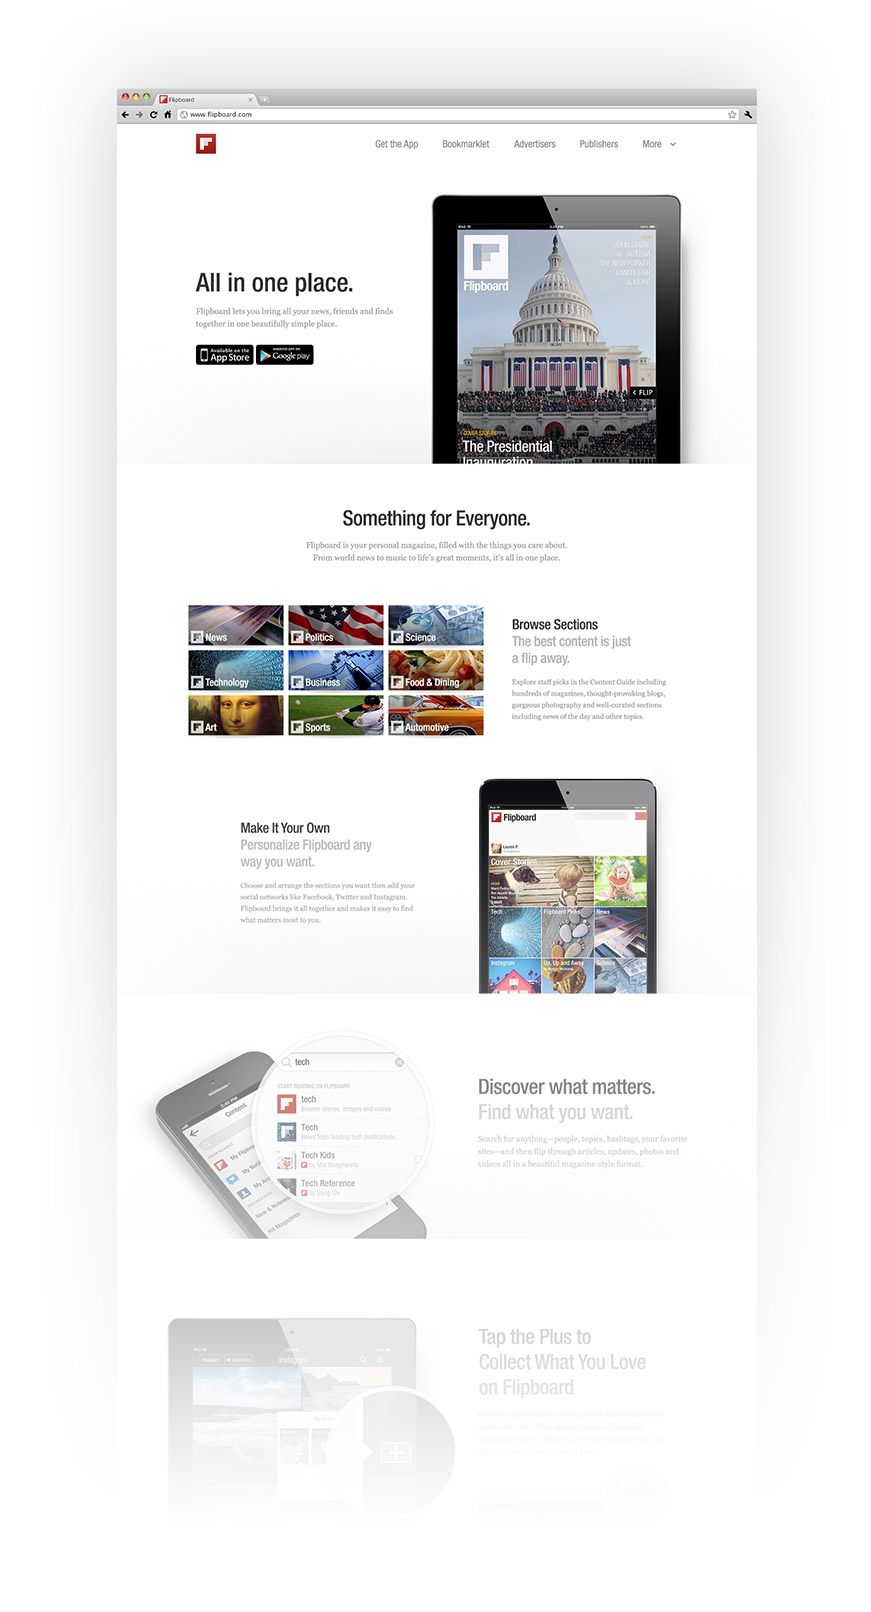 Flipboard
www.flipboard.com
Get the App Bookmarklet Advertisers Publishers More
All in one place.
Flipboard lets you bring all your news, friends and finds
together in one beautifully simple place.
Available on the
App Store
ANDROID APP ON
Google play
Flipboard
JOHN SHORE
AL JAZEERA
THE NEW YORKER
VANITY FAIR
& MORE
< FLIP
COVER STORIES
The Presidential
Inauguration
Something for Everyone.
Flipboard is your personal magazine, filled with the things you care about.
From world news to music to life's great moments, it's all in one place.
News Politics Science
Technology Business Food & Dining
Art Sports Automotive
Browse Sections
The best content is just
a flip away.
Explore staff picks in the Content Guide including
hundreds of magazines, thought-provoking blogs,
gorgeous photography and well-curated sections
including news of the day and other topics.
Make It Your Own
Personalize Flipboard any
way you want.
Choose and arrange the sections you want then add your
social networks like Facebook, Twitter and Instagram.
Flipboard brings it all together and makes it easy to find
what matters most to you.
Flipboard
Lauren P.
Cover Stories
Tech Flipboard Picks News
Instagram Up, Up and Away Science
Content
tech
START READING ON FLIPBOARD
tech
Browse stories, images and videos
Tech
News from leading tech publications.
Tech Kids
by Mia Quagliarello
Tech Reference
by Sang Chi
New & Notewo
Hit Magazines
Discover what matters.
Find what you want.
Search for anything—people, topics, hashtags, your favorite
sites—and then flip through articles, updates, photos and
videos all in a beautiful magazine-style format.
Flipboard + Subscribe Instagram
Tap the Plus to
Collect What You Love
on Flipboard